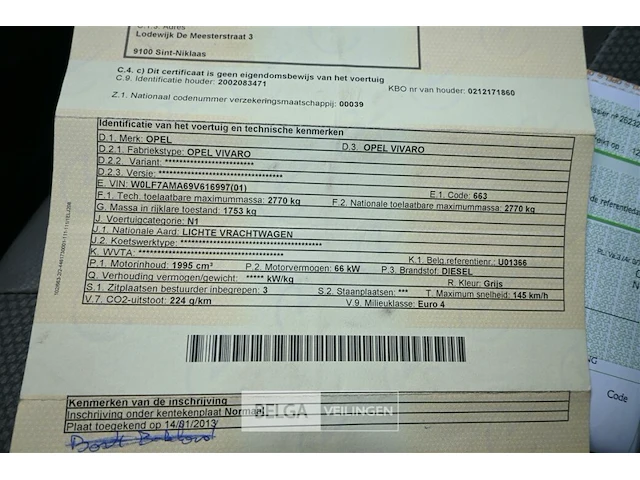 C.1.3. Adres
Lodewijk De Meesterstraat 3
9100 Sint-Niklaas
C.4. c) Dit certificaat is geen eigendomsbewijs van het voertuig
C.9. Identificatie houder: 2002083471
KBO nr van houder: 0212171860
Z.1. Nationaal codenummer verzekeringsmaatschappij: 00039
Identificatie van het voertuig en technische kenmerken
D.1. Merk: OPEL
D.3. OPEL VIVARO
D.2.1. Fabriekstype: OPEL VIVARO
D.2.2. Variant: *************************
D.2.3. Versie: ***********************************
E. VIN: W0LF7AMA69V616997(01)
E.1. Code: 663
F.1. Tech. toelaatbare maximummassa: 2770 kg
F.2. Nationale toelaatbare maximummassa: 2770 kg
G. Massa in rijklare toestand: 1753 kg
J. Voertuigcategorie: N1
J.1. Nationale Aard: LICHTE VRACHTWAGEN
J.2. Koetswerktype: ****************************************
K. WVTA: *****************************************
K.1. Belg.referentienr.: U01366
P.1. Motorinhoud: 1995 cm³
P.2. Motorvermogen: 66 kW
P.3. Brandstof: DIESEL
Q. Verhouding vermogen/gewicht: ***** kW/kg
R. Kleur: Grijs
S.1. Zitplaatsen bestuurder inbegrepen: 3
S.2. Staanplaatsen: ***
T. Maximum snelheid: 145 km/h
V.7. CO2-uitstoot: 224 g/km
V.9. Milieuklasse: Euro 4
Kenmerken van de inschrijving
Inschrijving onder kentekenplaat Normaal
Plaat toegekend op 14/01/2013
BELGA VEILINGEN
Code